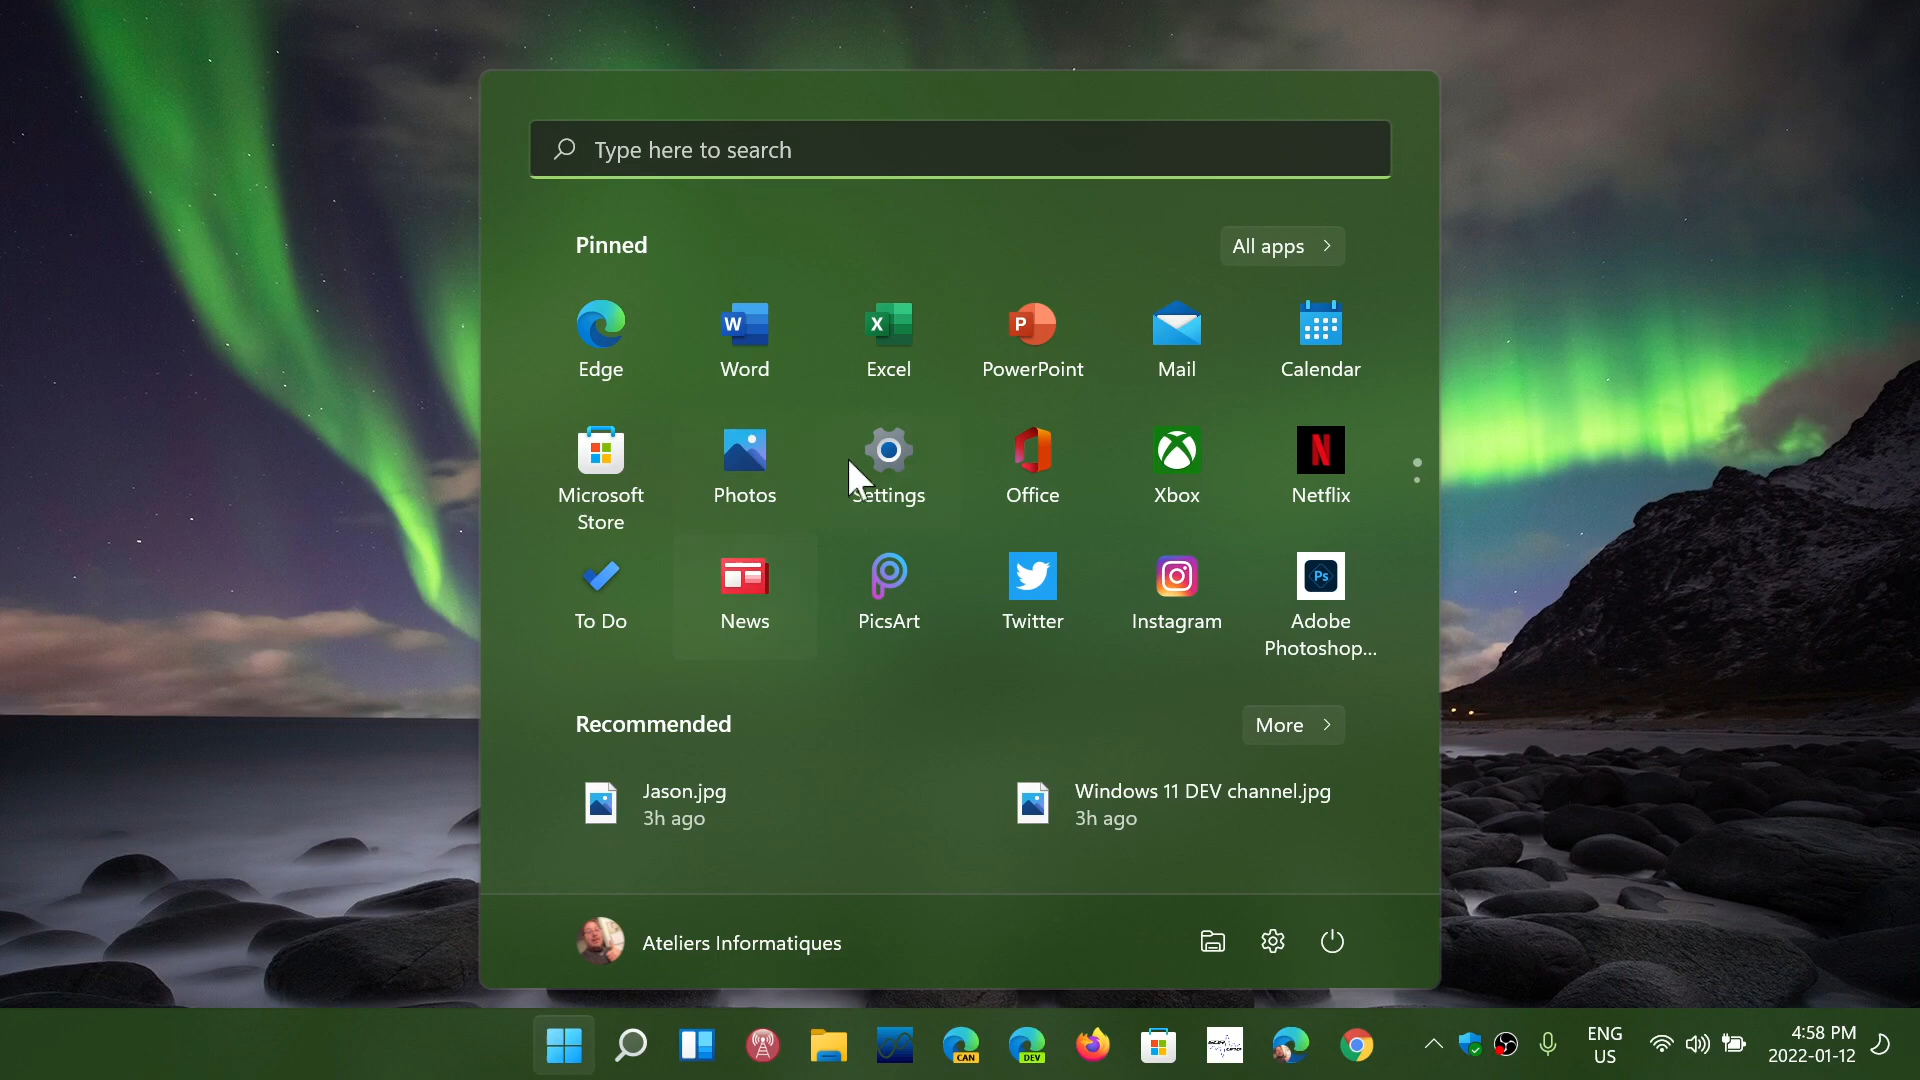 Type here to search
Pinned
All apps
Edge
Word
Excel
PowerPoint
Mail
Calendar
Microsoft
Store
Photos
Settings
Office
Xbox
Netflix
To Do
News
PicsArt
Twitter
Instagram
Adobe
Photoshop...
Recommended
More
Jason.jpg
3h ago
Windows 11 DEV channel.jpg
3h ago
Ateliers Informatiques
CAN
DEV
ENG
US
4:58 PM
2022-01-12